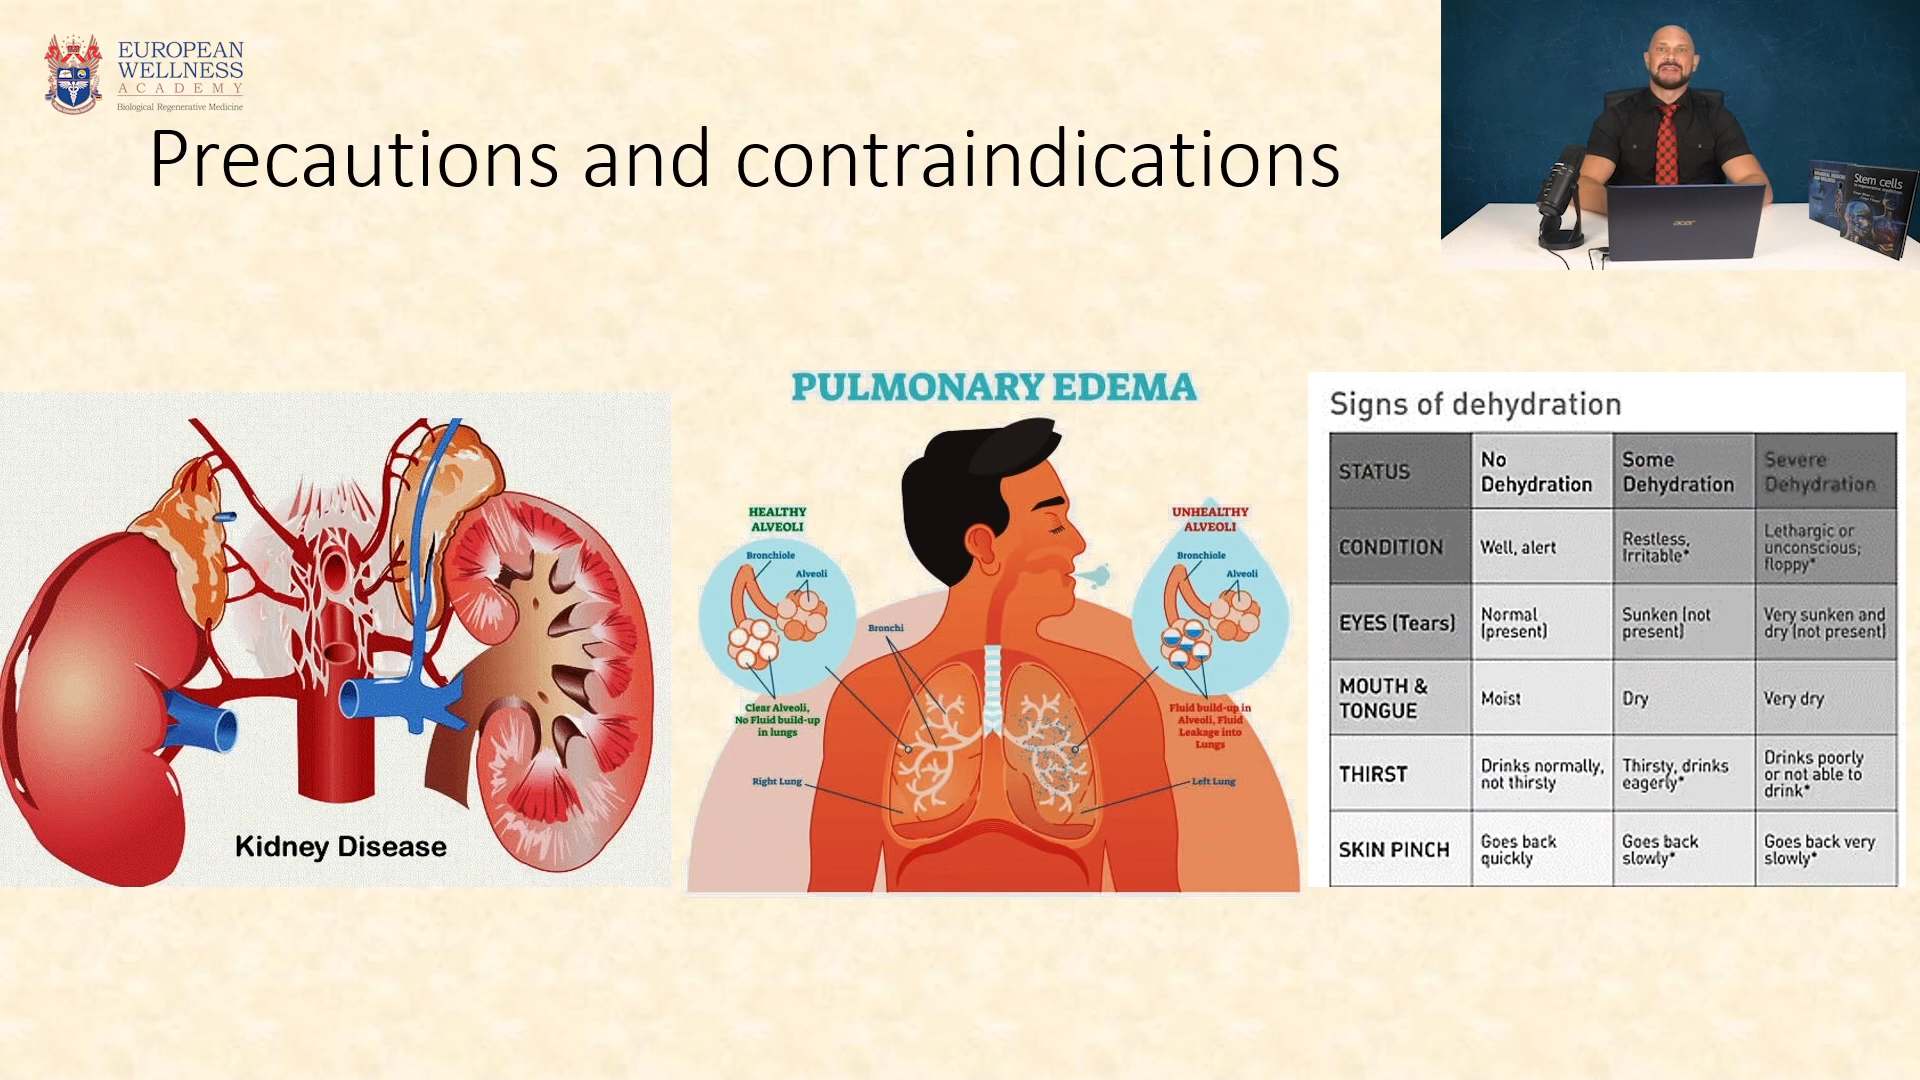 EUROPEAN
WELLNESS
ACADEMY
Biological Regenerative Medicine
Precautions and contraindications
acer
Stem cells
Kidney Disease
PULMONARY EDEMA
HEALTHY
ALVEOLI
Bronchiole
Alveoli
Clear Alveoli,
No Fluid build-up
in lungs
Bronchi
Right Lung
UNHEALTHY
ALVEOLI
Bronchiole
Alveoli
Fluid build-up in
Alveoli, Fluid
Leakage into
Lungs
Left Lung
Signs of dehydration
STATUS
No
Dehydration
Some
Dehydration
Severe
Dehydration
CONDITION
Well, alert
Restless,
Irritable*
Lethargic or
unconscious;
floppy*
EYES (Tears)
Normal
(present)
Sunken (not
present)
Very sunken and
dry (not present)
MOUTH &
TONGUE
Moist
Dry
Very dry
THIRST
Drinks normally,
not thirsty
Thirsty, drinks
eagerly*
Drinks poorly
or not able to
drink*
SKIN PINCH
Goes back
quickly
Goes back
slowly*
Goes back very
slowly*